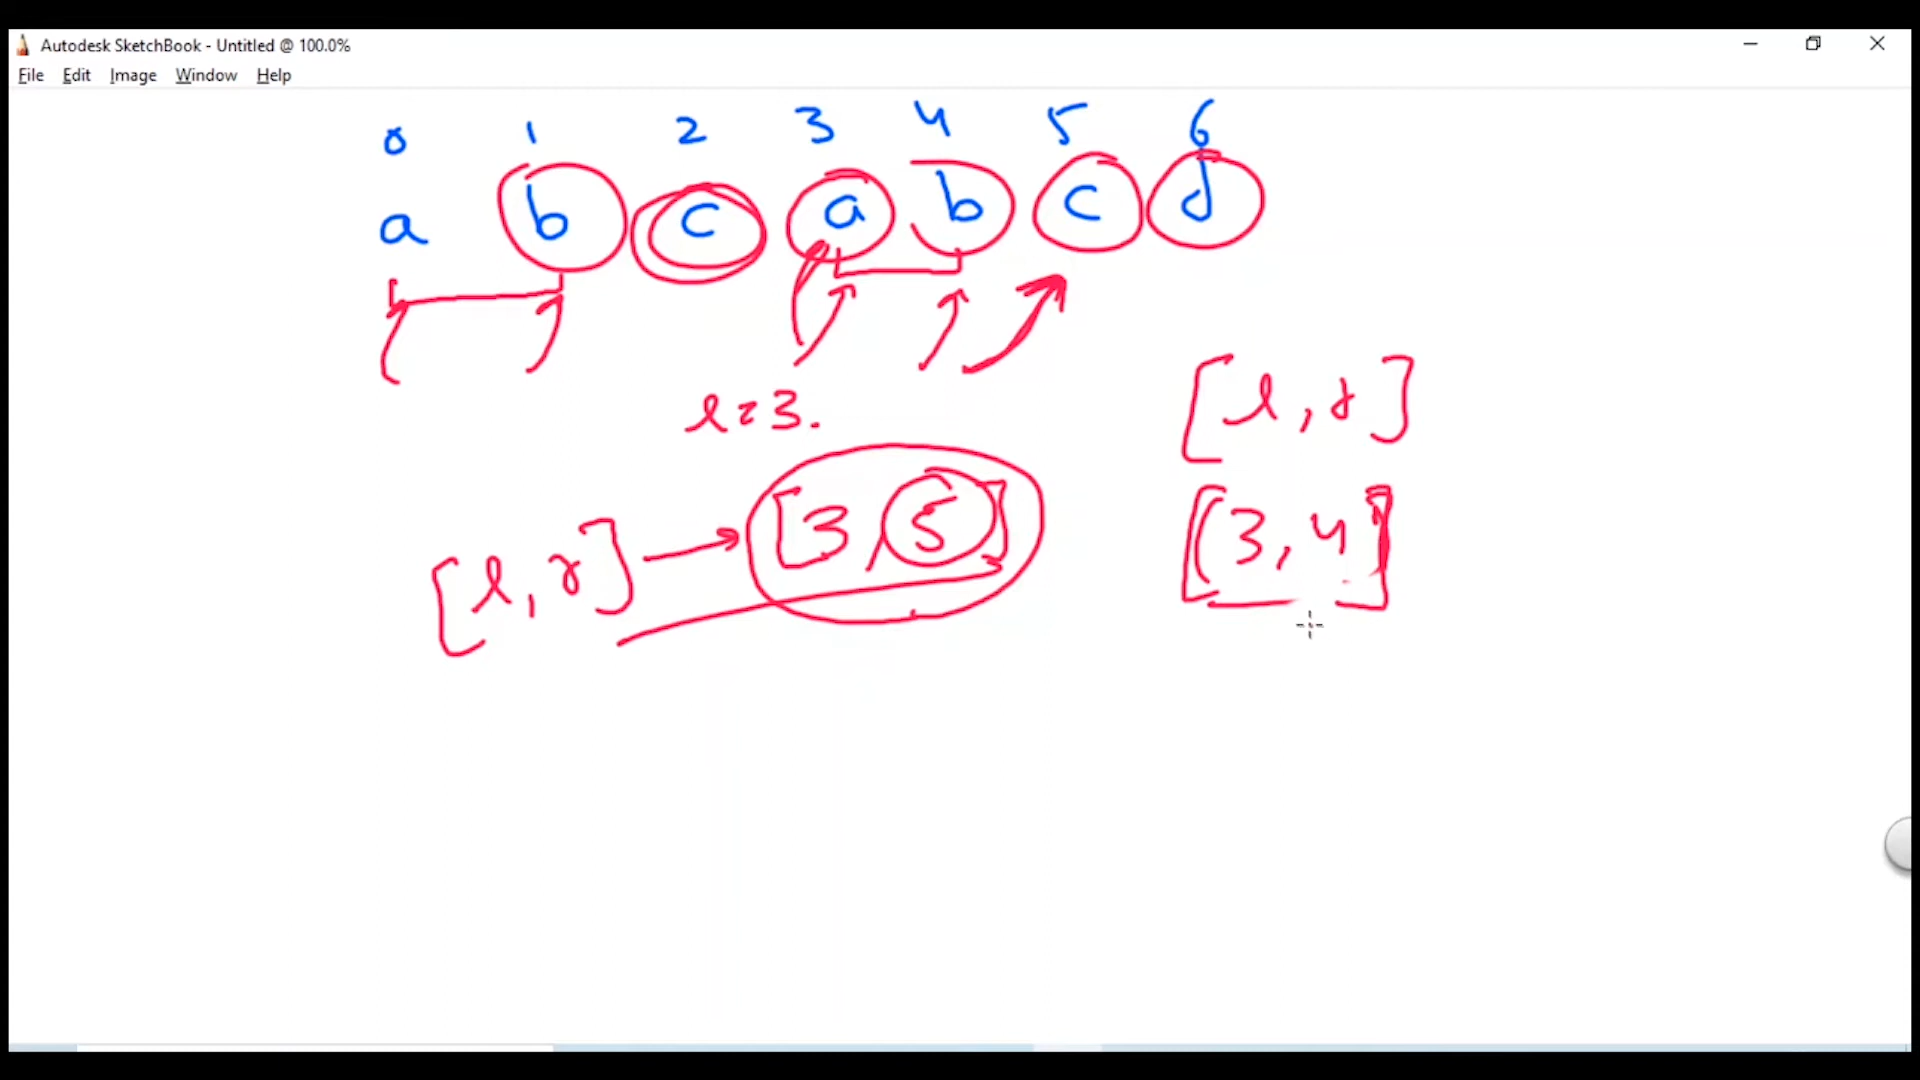 Autodesk SketchBook - Untitled @ 100.0%
File Edit Image Window Help
0 1 2 3 4 5 6
a b c a b c d
l = 3.
[l, r]
[l, r] → [3, 5]
[3, 4]